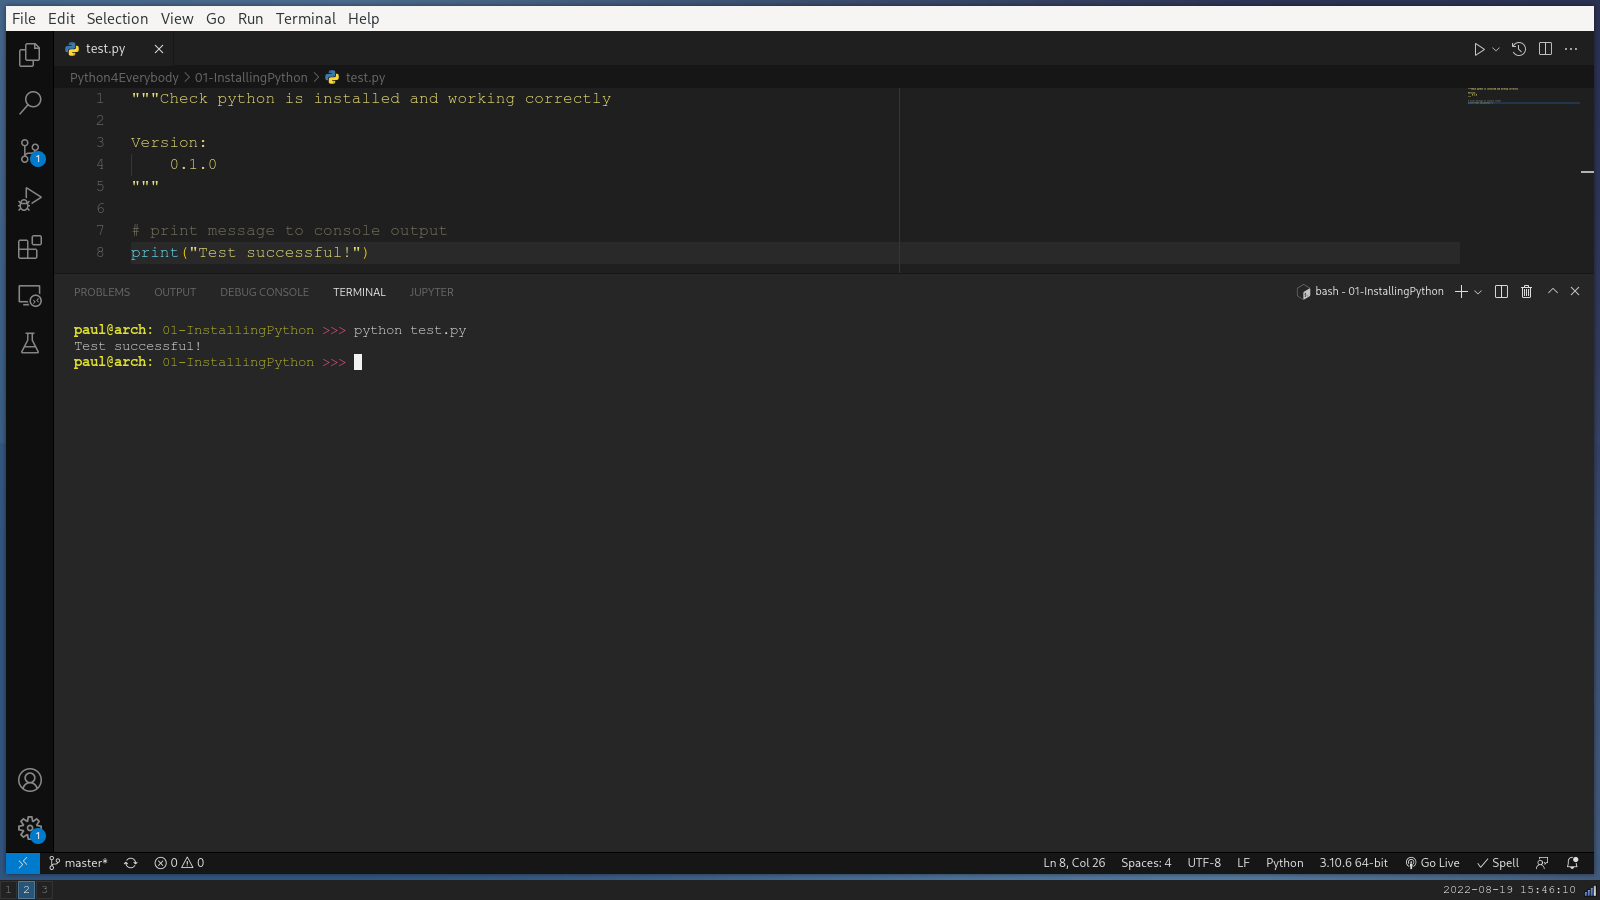 File Edit Selection View Go Run Terminal Help
test.py
Python4Everybody > 01-InstallingPython > test.py
1 """Check python is installed and working correctly
2
3 Version:
4     0.1.0
5 """
6
7 # print message to console output
8 print("Test successful!")
PROBLEMS OUTPUT DEBUG CONSOLE TERMINAL JUPYTER bash - 01-InstallingPython
paul@arch: 01-InstallingPython >>> python test.py
Test successful!
paul@arch: 01-InstallingPython >>>
1
1
master* 0 0 Ln 8, Col 26 Spaces: 4 UTF-8 LF Python 3.10.6 64-bit Go Live Spell
1 2 3 2022-08-19 15:46:10